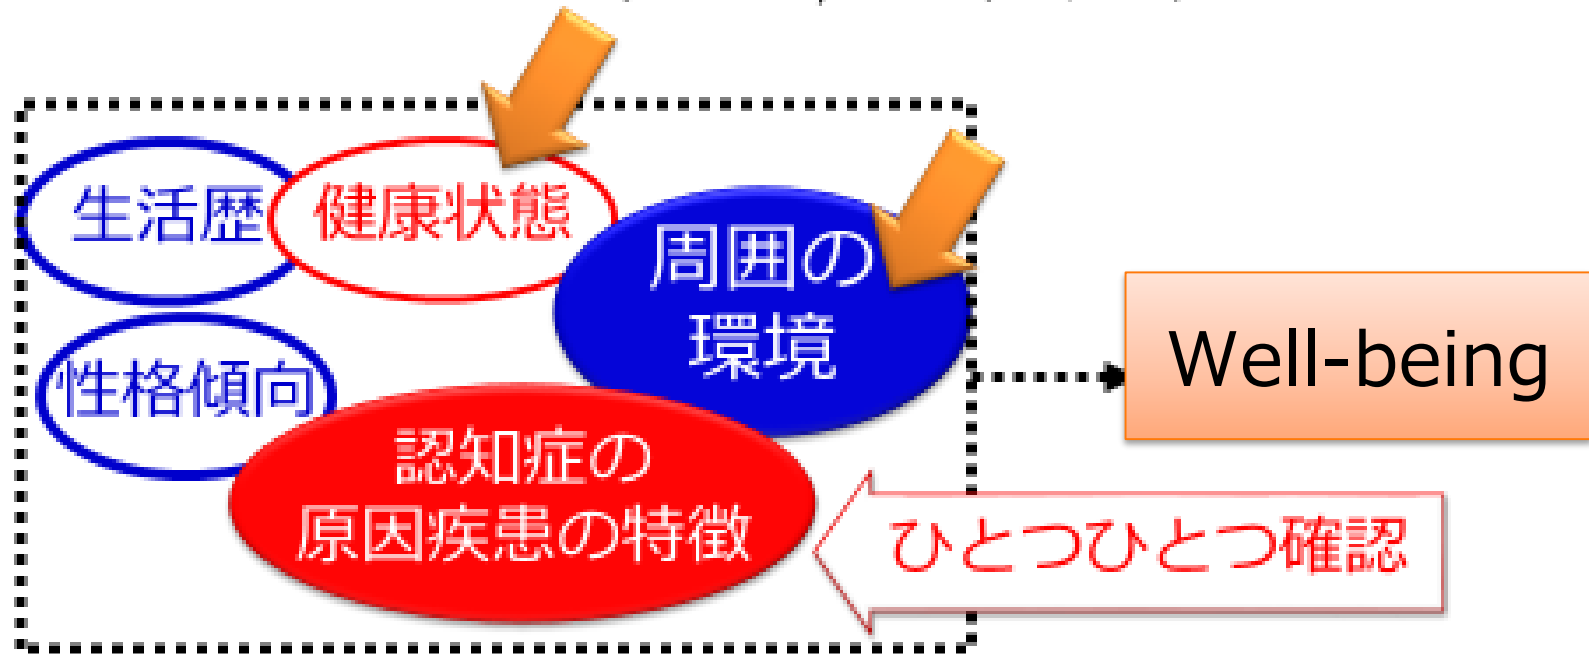 生活歴
健康状態
周囲の
環境
性格傾向
認知症の
原因疾患の特徴
Well-being
ひとつひとつ確認